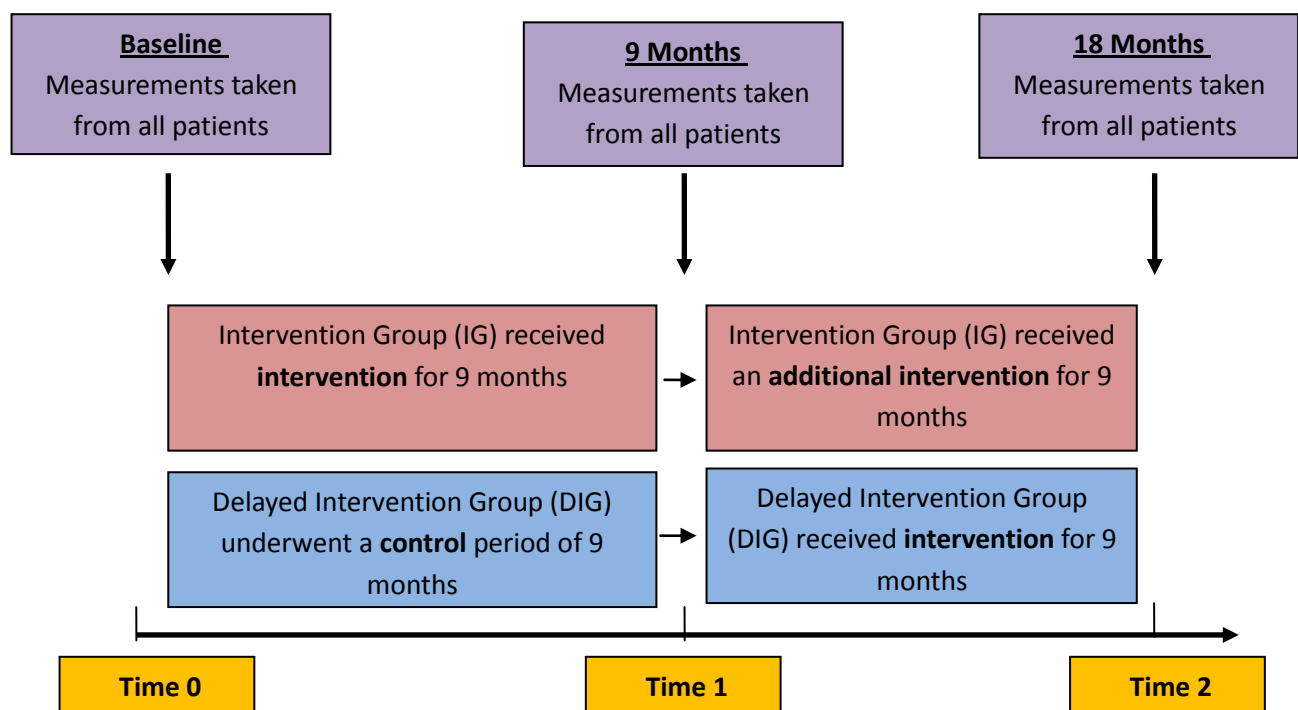 Baseline
Measurements taken
from all patients
9 Months
Measurements taken
from all patients
18 Months
Measurements taken
from all patients
Intervention Group (IG) received
intervention for 9 months
Intervention Group (IG) received
an additional intervention for 9
months
Delayed Intervention Group (DIG)
underwent a control period of 9
months
Delayed Intervention Group
(DIG) received intervention for 9
months
Time 0
Time 1
Time 2